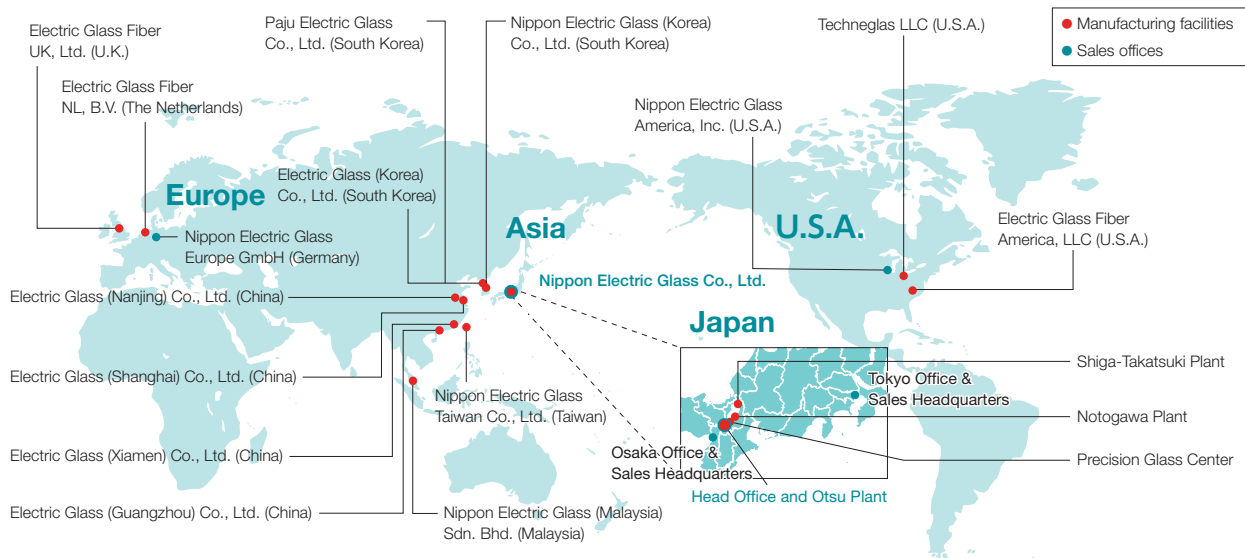 Electric Glass Fiber
UK, Ltd. (U.K.)
Electric Glass Fiber
NL, B.V. (The Netherlands)
Paju Electric Glass
Co., Ltd. (South Korea)
Nippon Electric Glass (Korea)
Co., Ltd. (South Korea)
Techneglas LLC (U.S.A.)
Manufacturing facilities
Sales offices
Nippon Electric Glass
America, Inc. (U.S.A.)
Electric Glass (Korea)
Co., Ltd. (South Korea)
Europe
Asia
U.S.A.
Nippon Electric Glass
Europe GmbH (Germany)
Electric Glass Fiber
America, LLC (U.S.A.)
Nippon Electric Glass Co., Ltd.
Electric Glass (Nanjing) Co., Ltd. (China)
Japan
Electric Glass (Shanghai) Co., Ltd. (China)
Nippon Electric Glass
Taiwan Co., Ltd. (Taiwan)
Tokyo Office &
Sales Headquarters
Shiga-Takatsuki Plant
Notogawa Plant
Precision Glass Center
Osaka Office &
Sales Headquarters
Head Office and Otsu Plant
Electric Glass (Xiamen) Co., Ltd. (China)
Electric Glass (Guangzhou) Co., Ltd. (China)
Nippon Electric Glass (Malaysia)
Sdn. Bhd. (Malaysia)